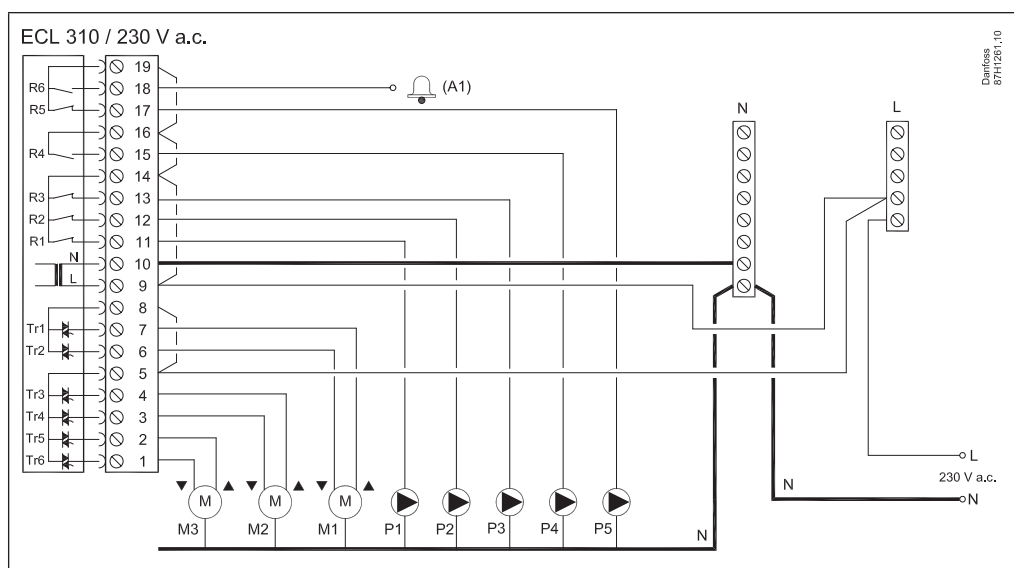 ECL 310 / 230 V a.c.
Danfoss
87H1261.10
19
R6 18 (A1)
R5 17
N L
16
R4 15
14
R3 13
R2 12
R1 11
N 10
L 9
8
Tr1 7
Tr2 6
5
Tr3 4
Tr4 3
Tr5 2
Tr6 1
L
230 V a.c.
N N
M M M
M3 M2 M1 P1 P2 P3 P4 P5 N